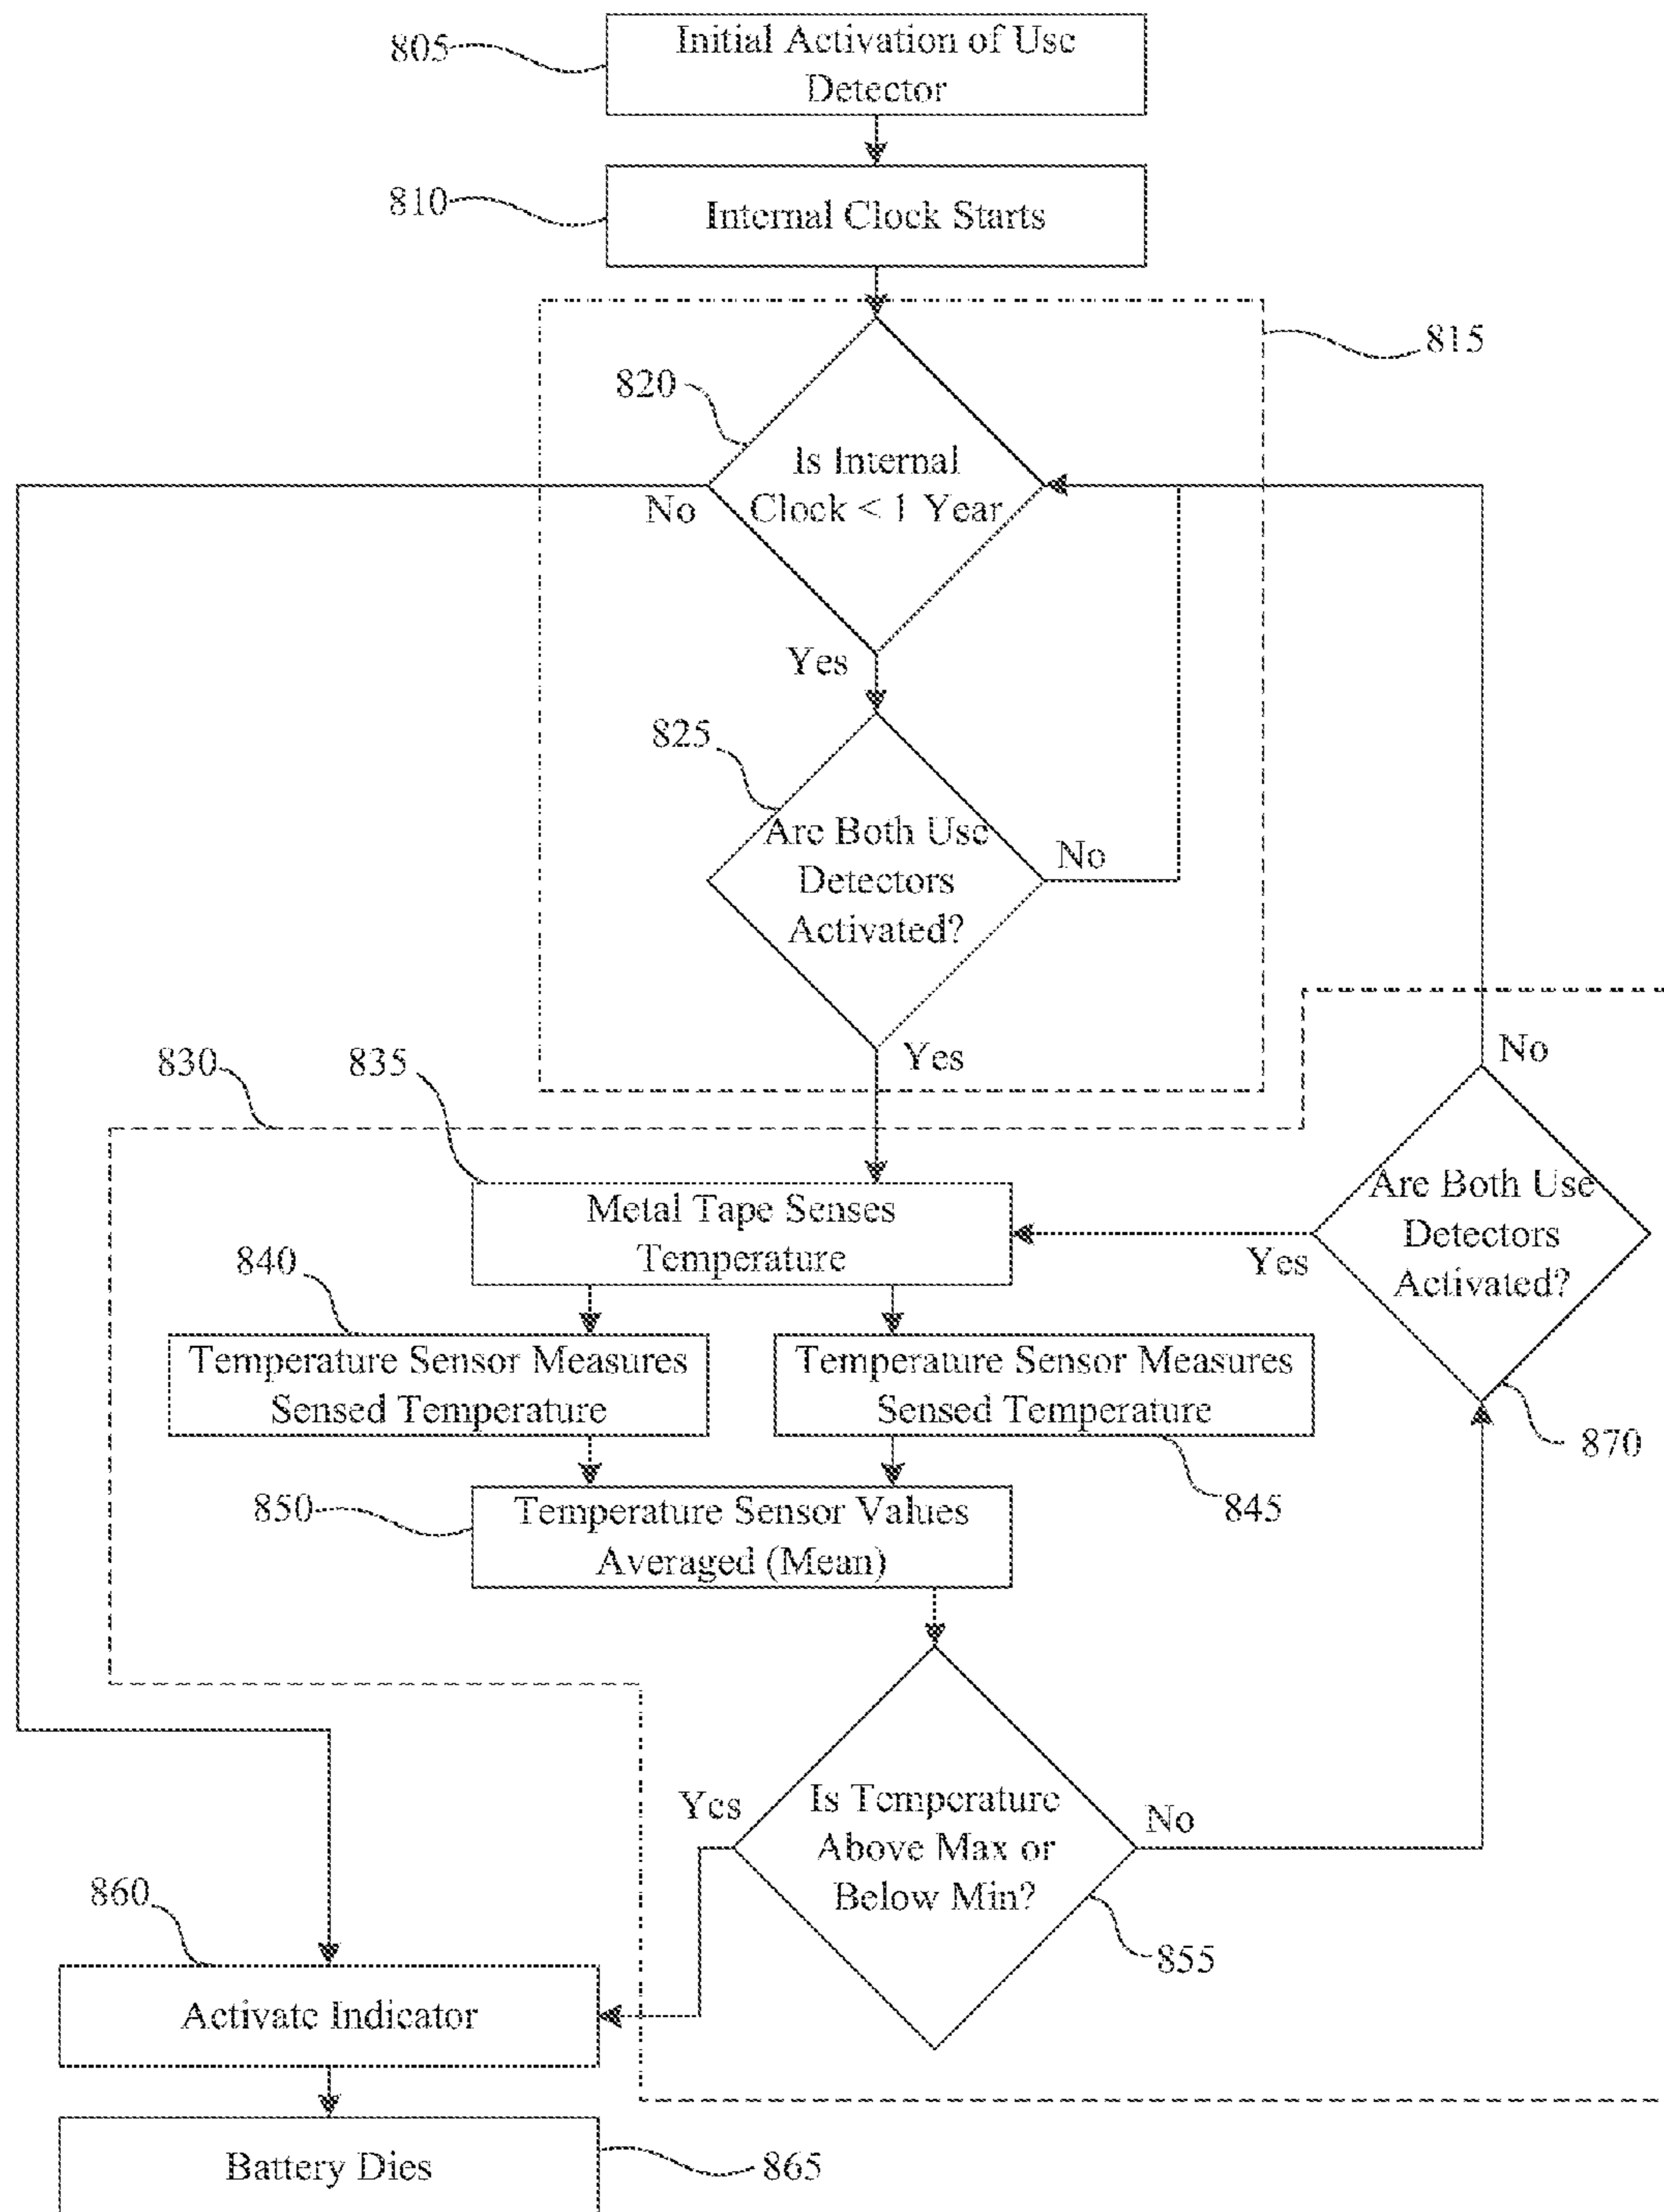 805
Initial Activation of Use
Detector
810
Internal Clock Starts
815
820
Is Internal
Clock < 1 Year
No
Yes
825
Are Both Use
Detectors
Activated?
No
Yes
830
835
No
Metal Tape Senses
Temperature
Are Both Use
Detectors
Activated?
Yes
840
Temperature Sensor Measures
Sensed Temperature
Temperature Sensor Measures
Sensed Temperature
870
850
845
Temperature Sensor Values
Averaged (Mean)
Yes
Is Temperature
Above Max or
Below Min?
No
855
860
Activate Indicator
Battery Dies
865